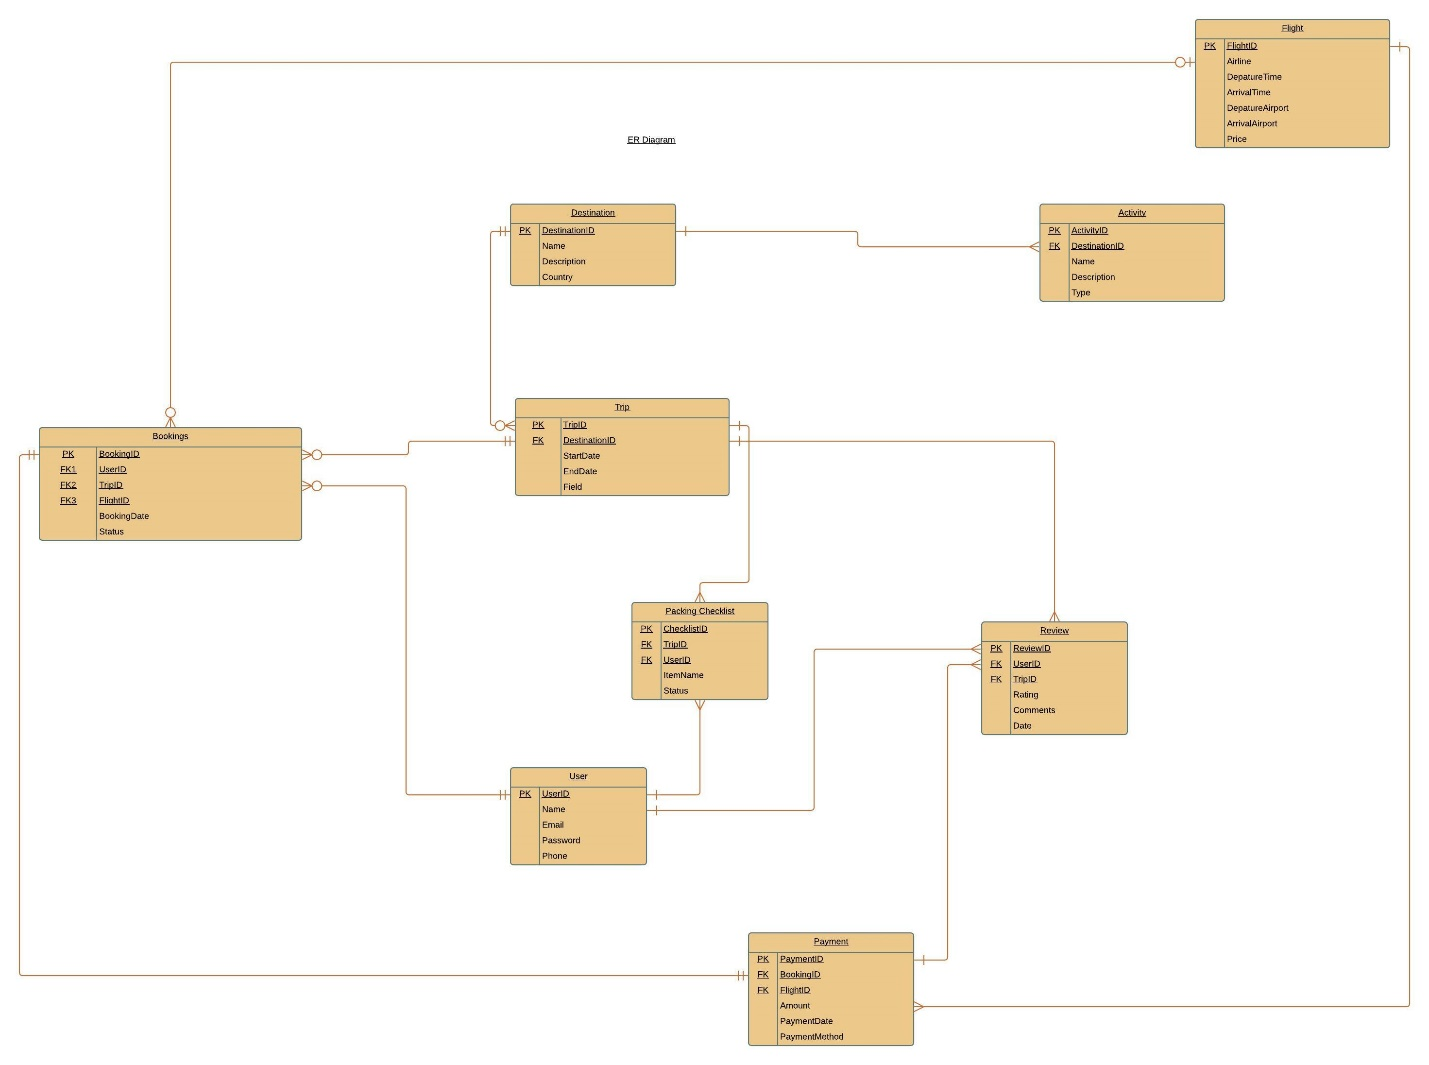 Flight
PK FlightID
Airline
DepatureTime
ArrivalTime
DepatureAirport
ArrivalAirport
Price
ER Diagram
Destination
PK DestinationID
Name
Description
Country
Activity
PK ActivityID
FK DestinationID
Name
Description
Type
Trip
PK TripID
FK DestinationID
StartDate
EndDate
Field
Bookings
PK BookingID
FK1 UserID
FK2 TripID
FK3 FlightID
BookingDate
Status
Packing Checklist
PK ChecklistID
FK TripID
FK UserID
ItemName
Status
Review
PK ReviewID
FK UserID
FK TripID
Rating
Comments
Date
User
PK UserID
Name
Email
Password
Phone
Payment
PK PaymentID
FK BookingID
FK FlightID
Amount
PaymentDate
PaymentMethod